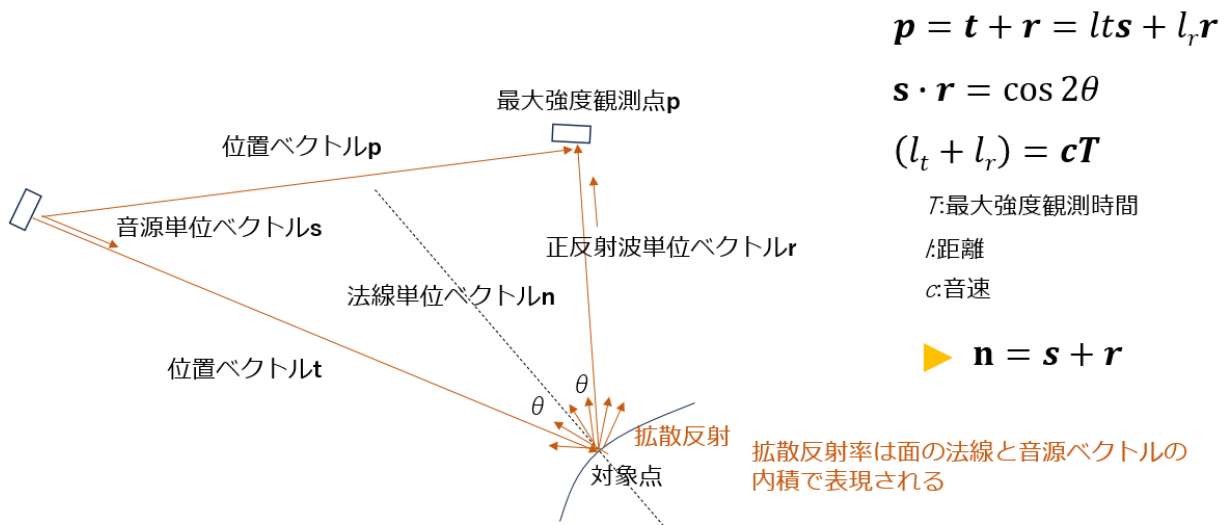 最大強度観測点p
位置ベクトルp
音源単位ベクトルs
正反射波単位ベクトルr
法線単位ベクトルn
位置ベクトルt
θ
θ
拡散反射
対象点
p = t + r = lts + l_r r
s · r = cos 2θ
(l_t + l_r) = cT
T:最大強度観測時間
l:距離
c:音速
n = s + r
拡散反射率は面の法線と音源ベクトルの
内積で表現される